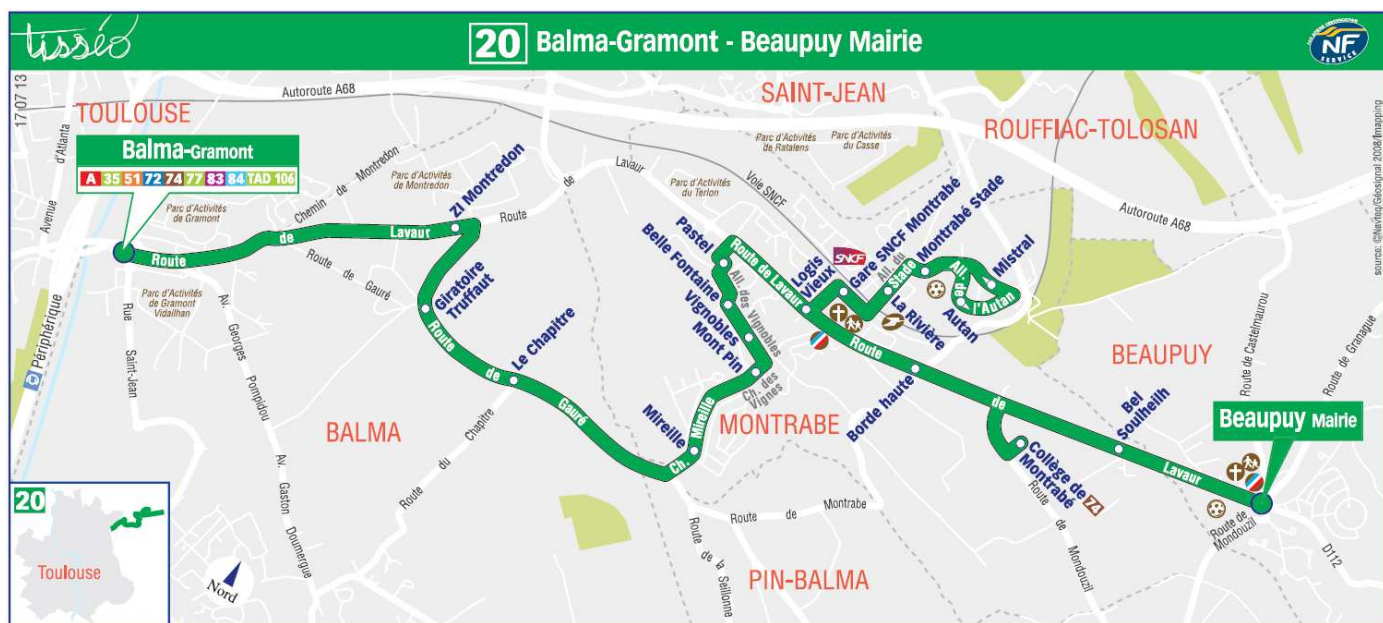 tisséo
20 Balma-Gramont - Beaupuy Mairie
NF
SERVICE
17 07 13
source: ©Navteq/Géosignal 2008/Imapping
TOULOUSE
Autoroute A68
SAINT-JEAN
ROUFFIAC-TOLOSAN
Avenue
d'Atlanta
Balma-Gramont
A 35 51 72 74 77 83 84 TAD 106
Parc d'Activités
de Gramont
Chemin de Montredon
Parc d'Activités
de Montredon
ZI Montredon
Route de Lavaur
Parc d'Activités
du Terlon
Voie SNCF
Parc d'Activités
de Ratalens
Parc d'Activités
du Casse
Autoroute A68
Route de Lavaur
Route de Gauré
Giratoire
Truffaut
Parc d'Activités
de Gramont
Vidailhan
Périphérique
Rue Saint-Jean
Av. Georges Pompidou
Av. Gaston Doumergue
Route de Gauré
Le Chapitre
Route du Chapitre
BALMA
Mireille
Ch. Mireille
Pastel
Belle Fontaine
Vignobles
Mont Pin
All. des Vignobles
Ch. des
Vignes
MONTRABE
Route de Lavaur
Logis
Vieux
SNCF
Gare SNCF Montrabé
All. du Stade
Montrabé Stade
La Rivière
All. de l'Autan
Mistral
Autan
Route de Lavaur
Borde haute
BEAUPUY
Collège de
Montrabé 74
Bel
Soulheilh
Beaupuy Mairie
Route de Castelmaurou
Route de Granague
Route de
Mondouzil
D112
Route de Mondouzil
Route de Montrabe
Route de la Seillonne
PIN-BALMA
20
Toulouse
Nord